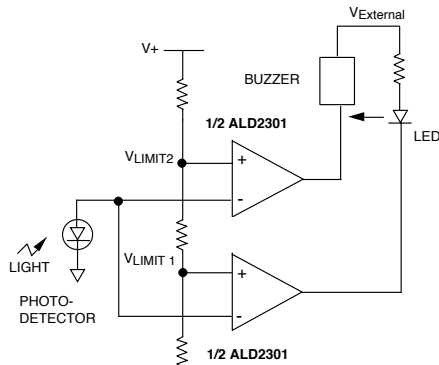 VExternal
V+
BUZZER
1/2 ALD2301
LED
VLIMIT2
+
-
LIGHT
VLIMIT 1
+
PHOTO-
DETECTOR
-
1/2 ALD2301